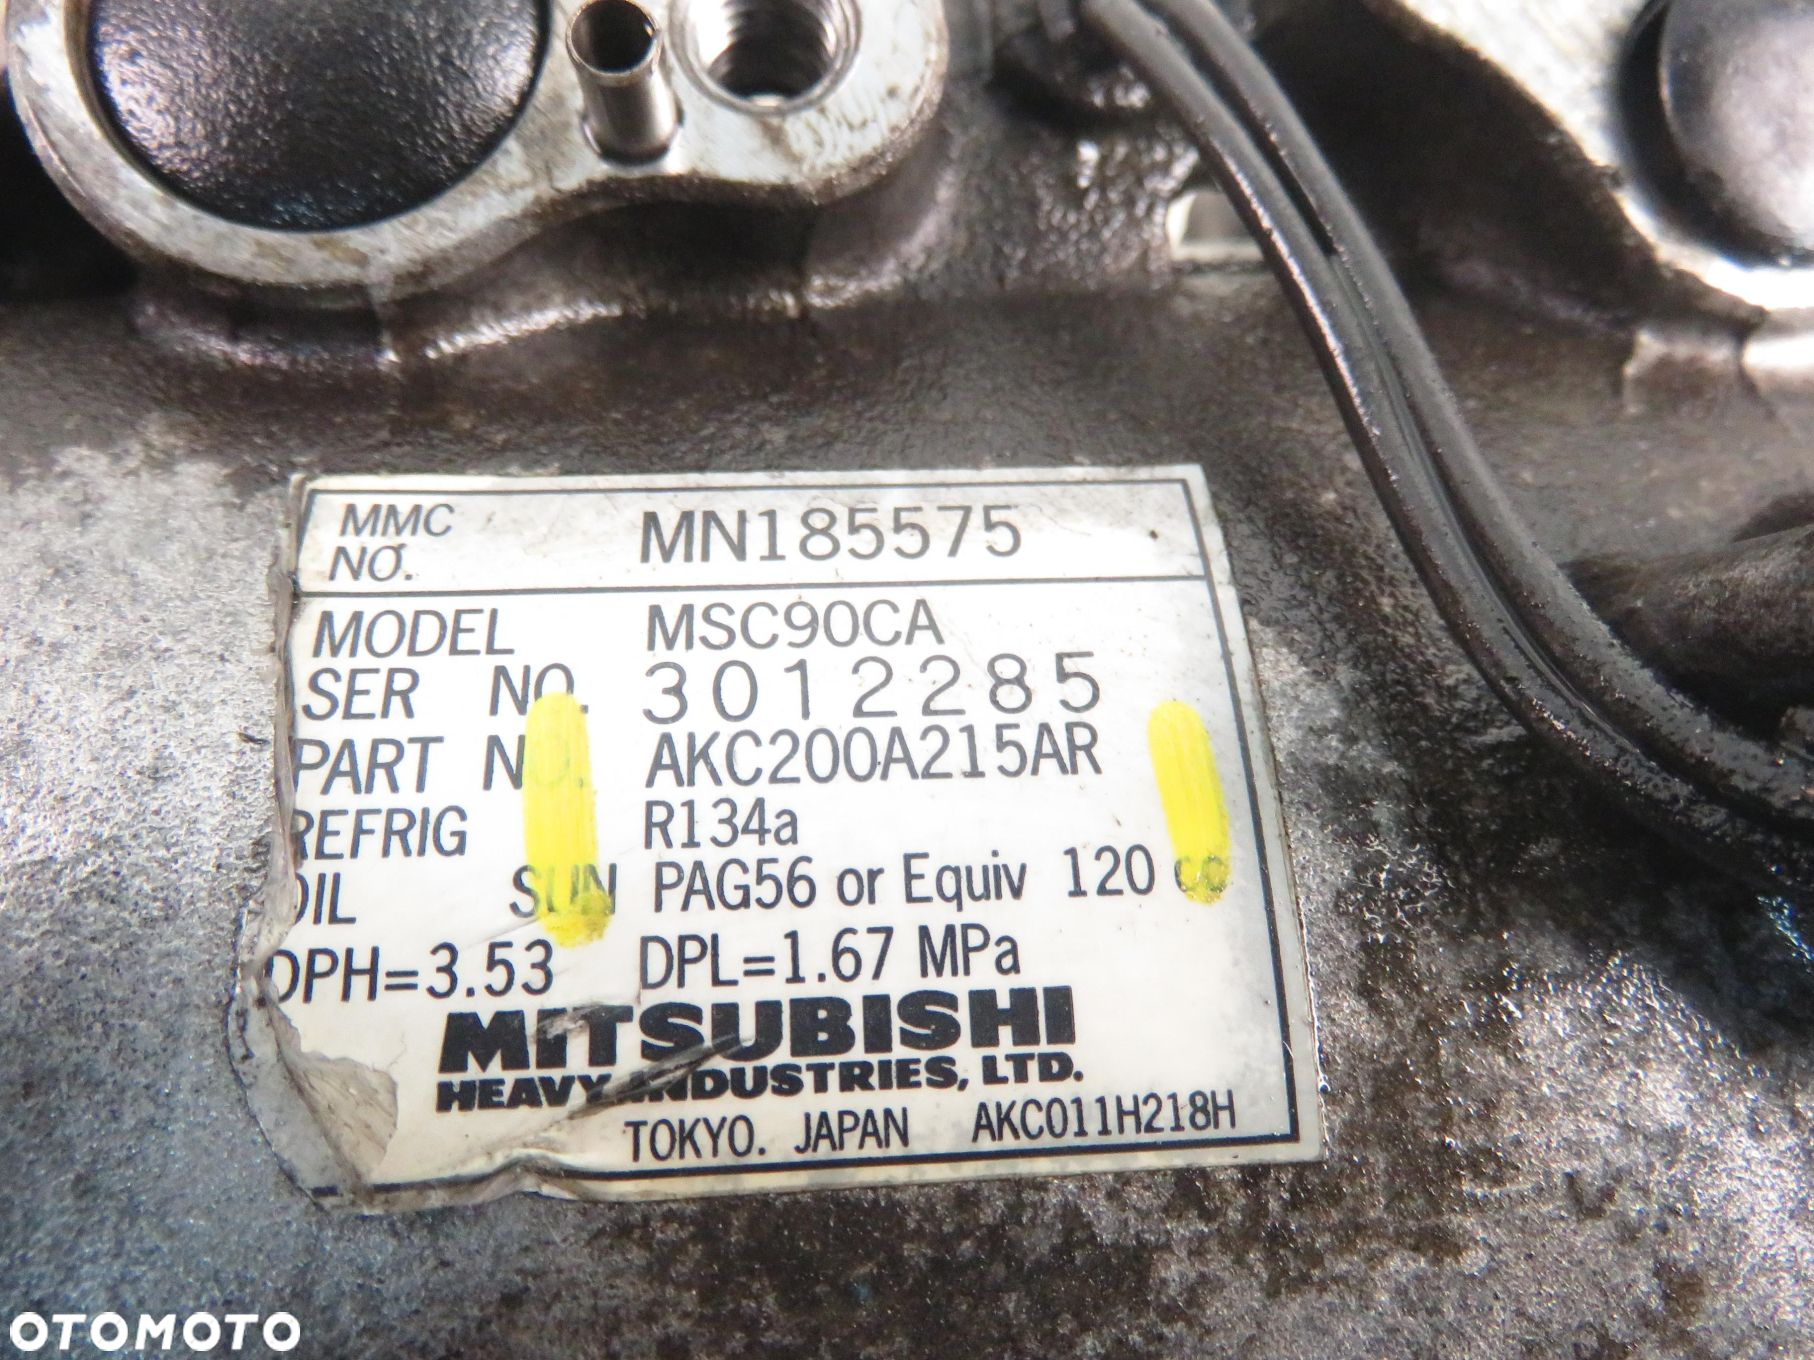 MMC NO. MN185575
MODEL MSC90CA
SER NO. 3012285
PART NO. AKC200A215AR
REFRIG R134a
OIL SUN PAG56 or Equiv 120 cc
DPH=3.53 DPL=1.67 MPa
MITSUBISHI
HEAVY INDUSTRIES, LTD.
TOKYO. JAPAN AKC011H218H
OTOMOTO